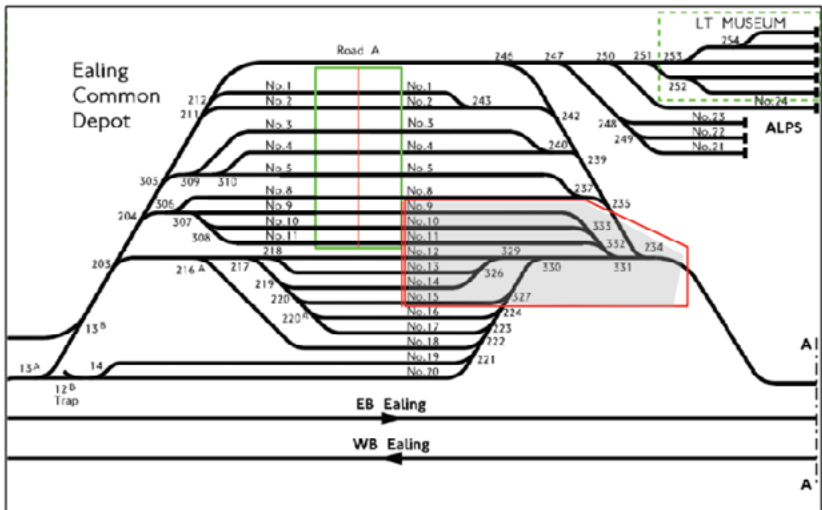 LT MUSEUM
254
Road A
246
247
250
251
253
Ealing
Common
Depot
252
212
No.1
No.1
No.24
211
No.2
No.2
243
242
No.23
ALPS
No.3
No.3
248
No.22
249
No.21
No.4
No.4
240
239
305
309
310
No.5
No.5
237
No.8
No.8
235
306
No.9
No.9
204
307
No.10
No.10
333
308
No.11
No.11
332
234
218
No.12
329
203
216 A
217
No.13
326
330
331
219
No.14
220
No.15
327
220A
No.16
224
13B
No.17
223
No.18
222
No.19
221
13A
14
No.20
12B
Trap
A
EB Ealing
WB Ealing
A